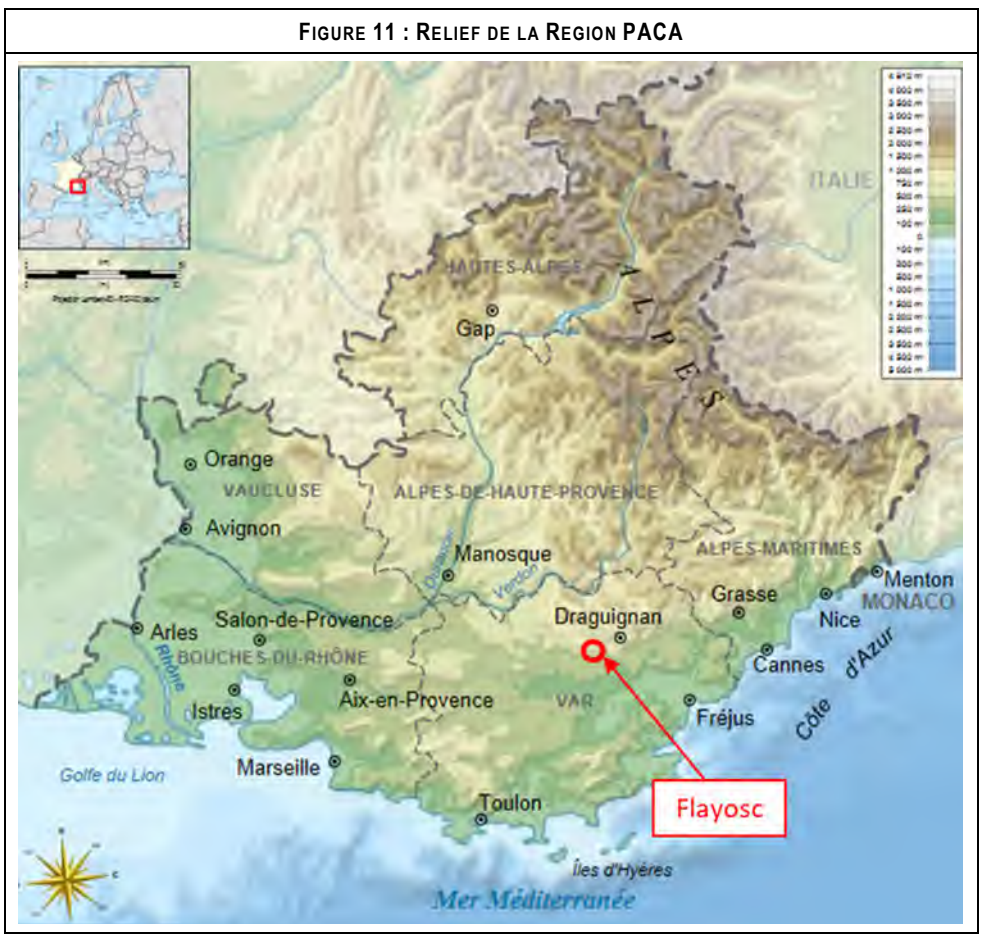 FIGURE 11 : RELIEF DE LA REGION PACA
ITALIE
HAUTES-ALPES
ALPES
Gap
Orange
VAUCLUSE
ALPES-DE-HAUTE-PROVENCE
Avignon
Durance
Manosque
Verdon
ALPES-MARITIMES
Menton
MONACO
Grasse
Nice
Draguignan
Salon-de-Provence
Arles
Rhône
BOUCHES-DU-RHÔNE
Cannes
Côte d'Azur
Istres
Aix-en-Provence
VAR
Fréjus
Golfe du Lion
Marseille
Toulon
Flayosc
Îles d'Hyères
Mer Méditerranée